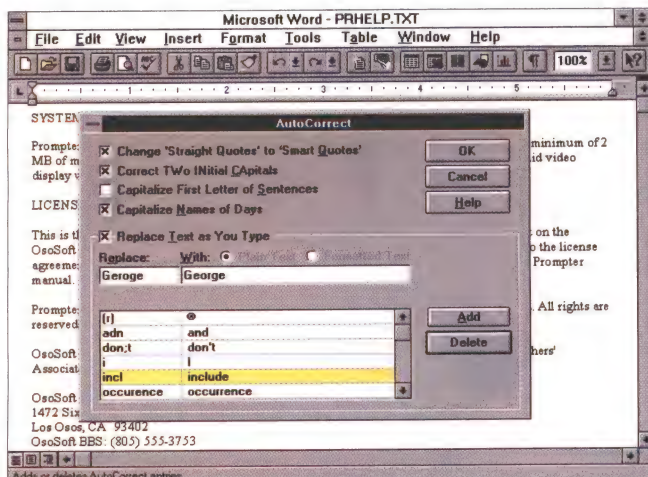 Microsoft Word - PRHELP.TXT
File Edit View Insert Format Tools Table Window Help
100%
2 3 4 5
SYSTEM
AutoCorrect
Change 'Straight Quotes' to 'Smart Quotes'
Correct TWo INitial CApitals
Capitalize First Letter of Sentences
Capitalize Names of Days
OK
Cancel
Help
Prompte minimum of 2
MB of m id video
display
LICENS
Replace Text as You Type
This is t on the
OsoSoft o the license
agreeme Prompter
manual.
Replace: With: Plain Text Formatted Text
Geroge George
(r) ®
adn and
don;t don't
i I
incl include
occurence occurrence
Add
Delete
Prompte . All rights are
reserved
OsoSoft hers'
Associat
OsoSoft
1472 Six
Los Osos, CA 93402
OsoSoft BBS: (805) 555-3753
Adds or deletes AutoCorrect entries